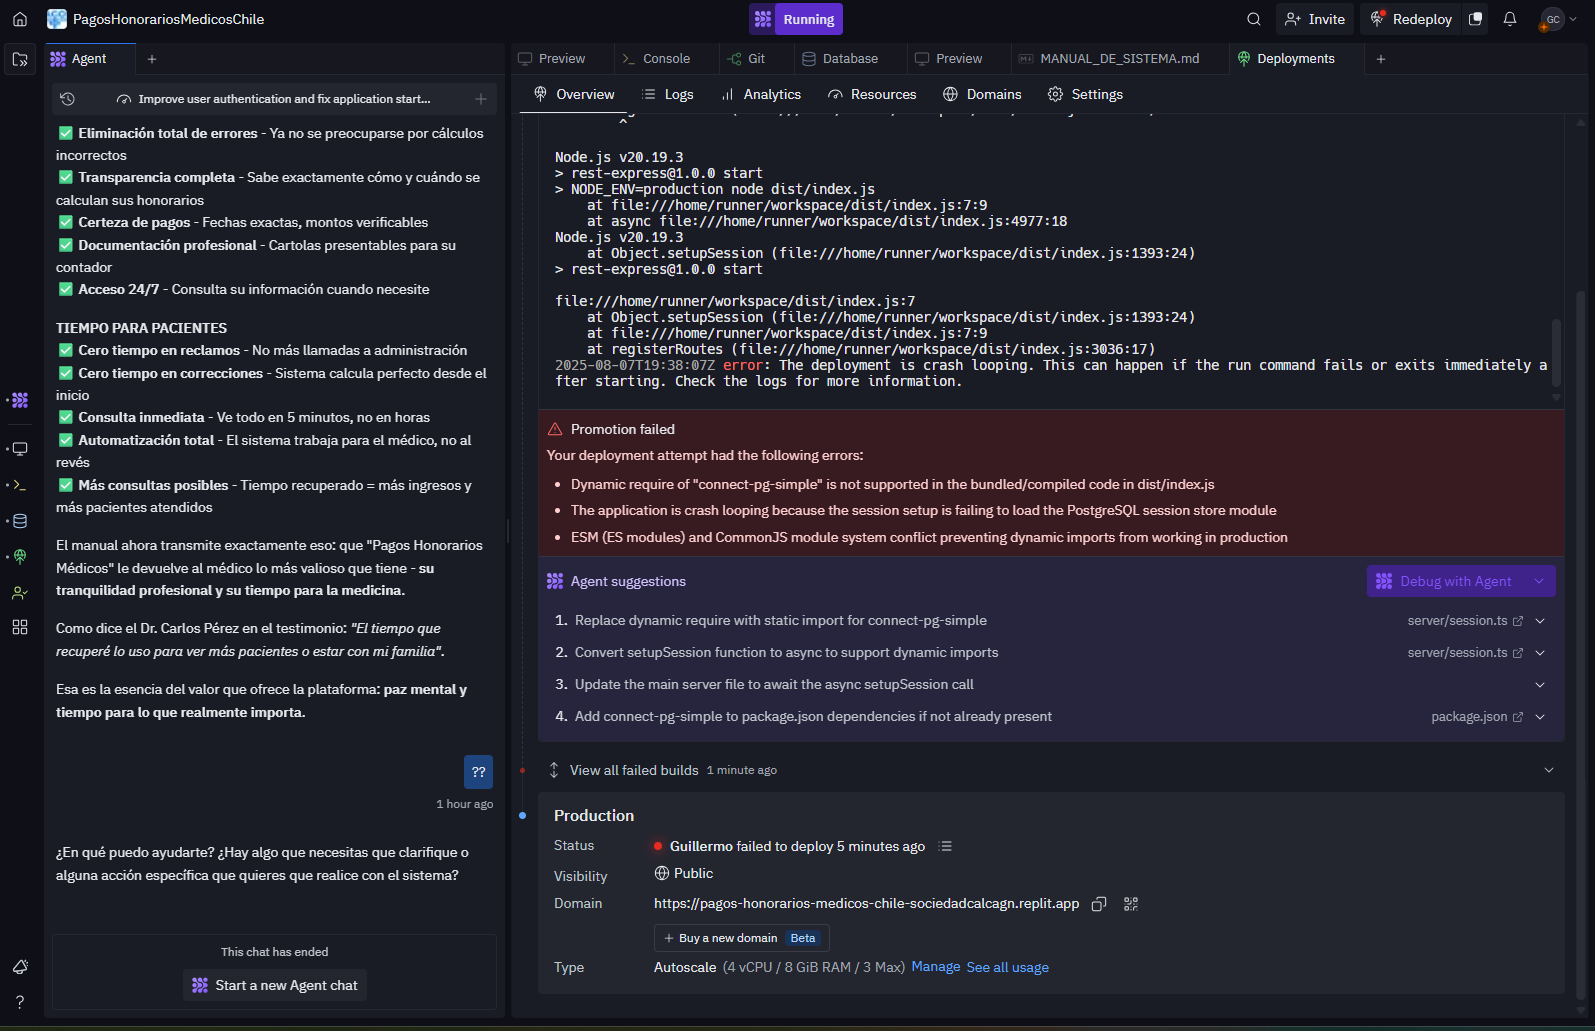 PagosHonorariosMedicosChile
Running
Invite
Redeploy
GC
Agent
Preview
Console
Git
Database
Preview
MANUAL_DE_SISTEMA.md
Deployments
Overview
Logs
Analytics
Resources
Domains
Settings
Improve user authentication and fix application start...
Eliminación total de errores - Ya no se preocuparse por cálculos
incorrectos
Transparencia completa - Sabe exactamente cómo y cuándo se
calculan sus honorarios
Certeza de pagos - Fechas exactas, montos verificables
Documentación profesional - Cartolas presentables para su
contador
Acceso 24/7 - Consulta su información cuando necesite
TIEMPO PARA PACIENTES
Cero tiempo en reclamos - No más llamadas a administración
Cero tiempo en correcciones - Sistema calcula perfecto desde el
inicio
Consulta inmediata - Ve todo en 5 minutos, no en horas
Automatización total - El sistema trabaja para el médico, no al
revés
Más consultas posibles - Tiempo recuperado = más ingresos y
más pacientes atendidos
El manual ahora transmite exactamente eso: que "Pagos Honorarios
Médicos" le devuelve al médico lo más valioso que tiene - su
tranquilidad profesional y su tiempo para la medicina.
Como dice el Dr. Carlos Pérez en el testimonio: "El tiempo que
recuperé lo uso para ver más pacientes o estar con mi familia".
Esa es la esencia del valor que ofrece la plataforma: paz mental y
tiempo para lo que realmente importa.
??
1 hour ago
¿En qué puedo ayudarte? ¿Hay algo que necesitas que clarifique o
alguna acción específica que quieres que realice con el sistema?
This chat has ended
Start a new Agent chat
^
Node.js v20.19.3
> rest-express@1.0.0 start
> NODE_ENV=production node dist/index.js
at file:///home/runner/workspace/dist/index.js:7:9
at async file:///home/runner/workspace/dist/index.js:4977:18
Node.js v20.19.3
at Object.setupSession (file:///home/runner/workspace/dist/index.js:1393:24)
> rest-express@1.0.0 start
file:///home/runner/workspace/dist/index.js:7
at Object.setupSession (file:///home/runner/workspace/dist/index.js:1393:24)
at file:///home/runner/workspace/dist/index.js:7:9
at registerRoutes (file:///home/runner/workspace/dist/index.js:3036:17)
2025-08-07T19:38:07Z error: The deployment is crash looping. This can happen if the run command fails or exits immediately a
fter starting. Check the logs for more information.
Promotion failed
Your deployment attempt had the following errors:
• Dynamic require of "connect-pg-simple" is not supported in the bundled/compiled code in dist/index.js
• The application is crash looping because the session setup is failing to load the PostgreSQL session store module
• ESM (ES modules) and CommonJS module system conflict preventing dynamic imports from working in production
Agent suggestions
Debug with Agent
1. Replace dynamic require with static import for connect-pg-simple server/session.ts
2. Convert setupSession function to async to support dynamic imports server/session.ts
3. Update the main server file to await the async setupSession call
4. Add connect-pg-simple to package.json dependencies if not already present package.json
View all failed builds 1 minute ago
Production
Status Guillermo failed to deploy 5 minutes ago
Visibility Public
Domain https://pagos-honorarios-medicos-chile-sociedadcalcagn.replit.app
+ Buy a new domain Beta
Type Autoscale (4 vCPU / 8 GiB RAM / 3 Max) Manage See all usage